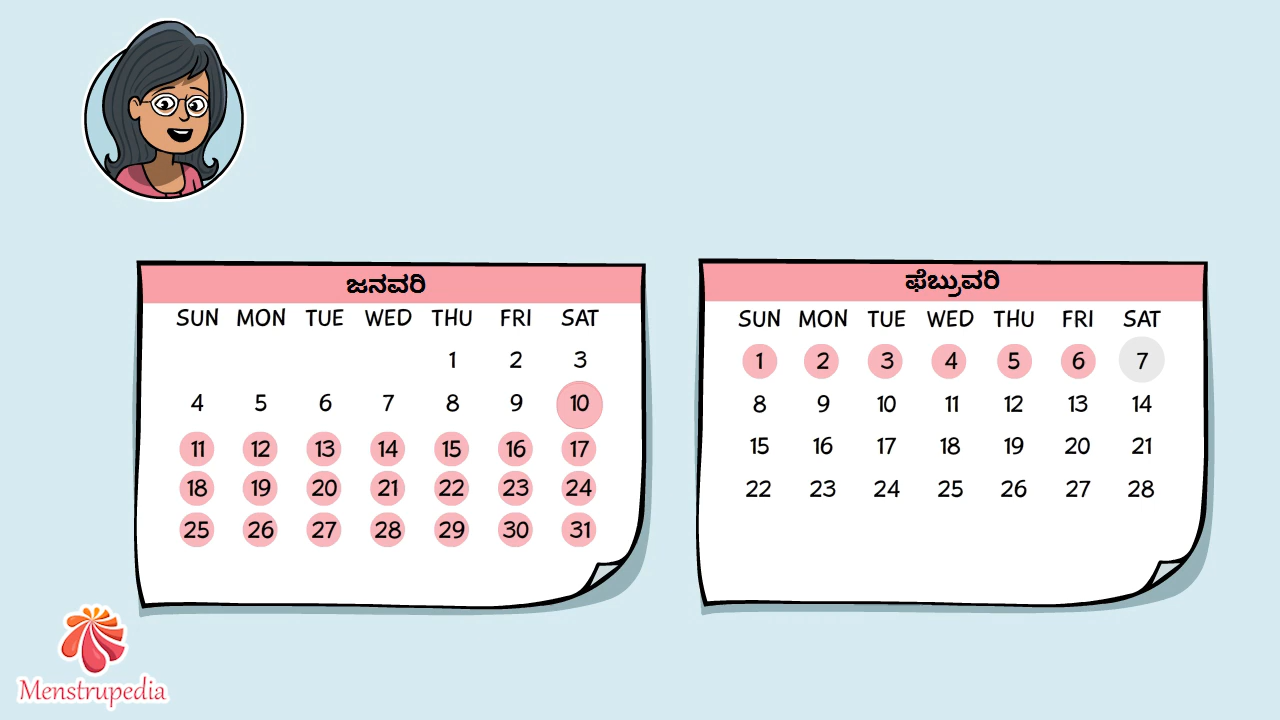 ಜನವರಿ
SUN MON TUE WED THU FRI SAT
1 2 3
4 5 6 7 8 9 10
11 12 13 14 15 16 17
18 19 20 21 22 23 24
25 26 27 28 29 30 31
ಫೆಬ್ರುವರಿ
SUN MON TUE WED THU FRI SAT
1 2 3 4 5 6 7
8 9 10 11 12 13 14
15 16 17 18 19 20 21
22 23 24 25 26 27 28
Menstrupedia